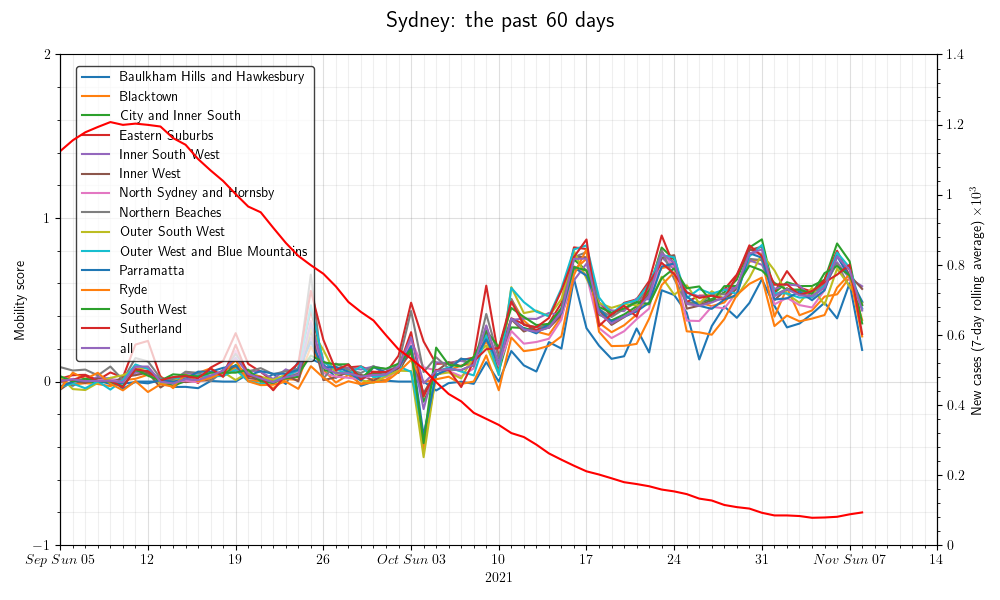 Sydney: the past 60 days
2
1
0
−1
Mobility score
Baulkham Hills and Hawkesbury
Blacktown
City and Inner South
Eastern Suburbs
Inner South West
Inner West
North Sydney and Hornsby
Northern Beaches
Outer South West
Outer West and Blue Mountains
Parramatta
Ryde
South West
Sutherland
all
1.4
1.2
1
0.8
0.6
0.4
0.2
0
New cases (7-day rolling average) ×10³
Sep Sun 05 12 19 26 Oct Sun 03 10 17 24 31 Nov Sun 07 14
2021